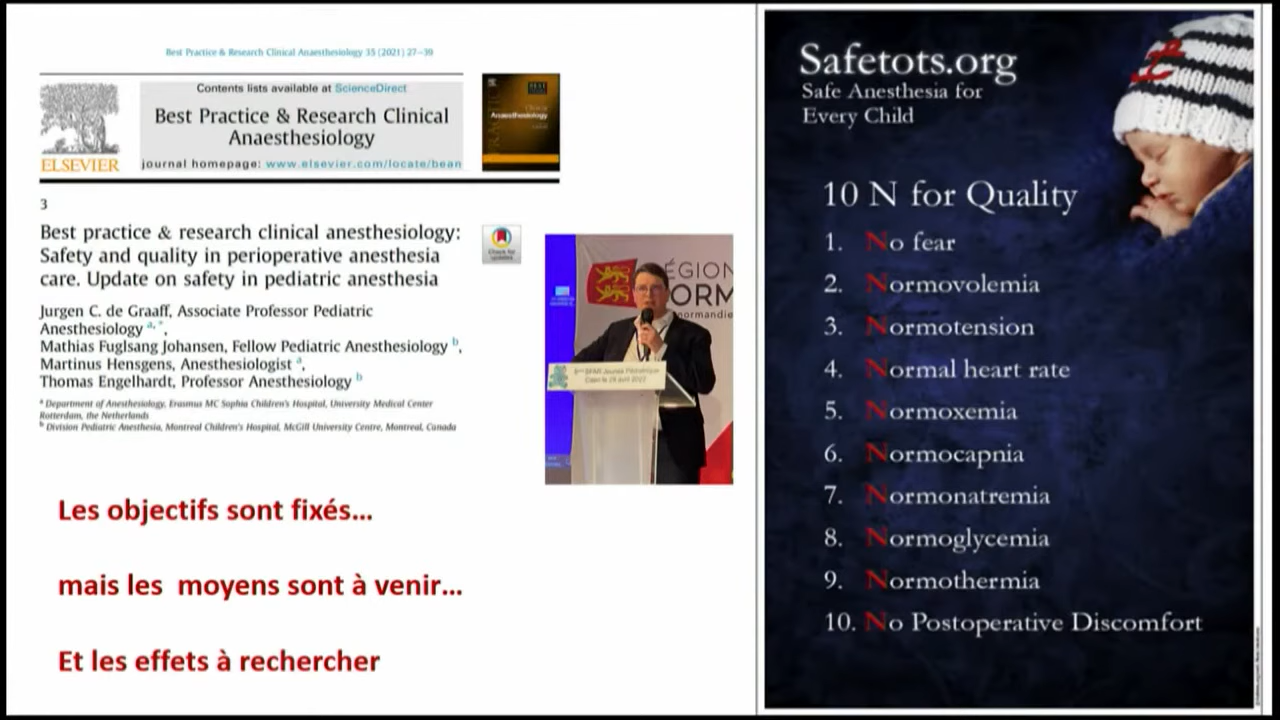 Best Practice & Research Clinical Anaesthesiology 35 (2021) 27–39
Contents lists available at ScienceDirect
Best Practice & Research Clinical
Anaesthesiology
journal homepage: www.elsevier.com/locate/bean
ELSEVIER
Anaesthesiology
3
Best practice & research clinical anesthesiology:
Safety and quality in perioperative anesthesia
care. Update on safety in pediatric anesthesia
Check for
updates
Jurgen C. de Graaff, Associate Professor Pediatric
Anesthesiology a, *,
Mathias Fuglsang Johansen, Fellow Pediatric Anesthesiology b,
Martinus Hensgens, Anesthesiologist a,
Thomas Engelhardt, Professor Anesthesiology b
a Department of Anesthesiology, Erasmus MC Sophia Children's Hospital, University Medical Center
Rotterdam, the Netherlands
b Division Pediatric Anesthesia, Montreal Children's Hospital, McGill University Centre, Montreal, Canada
ÉGION
ORM
normandie
Les objectifs sont fixés...
mais les moyens sont à venir...
Et les effets à rechercher
Safetots.org
Safe Anesthesia for
Every Child
10 N for Quality
1. No fear
2. Normovolemia
3. Normotension
4. Normal heart rate
5. Normoxemia
6. Normocapnia
7. Normonatremia
8. Normoglycemia
9. Normothermia
10. No Postoperative Discomfort